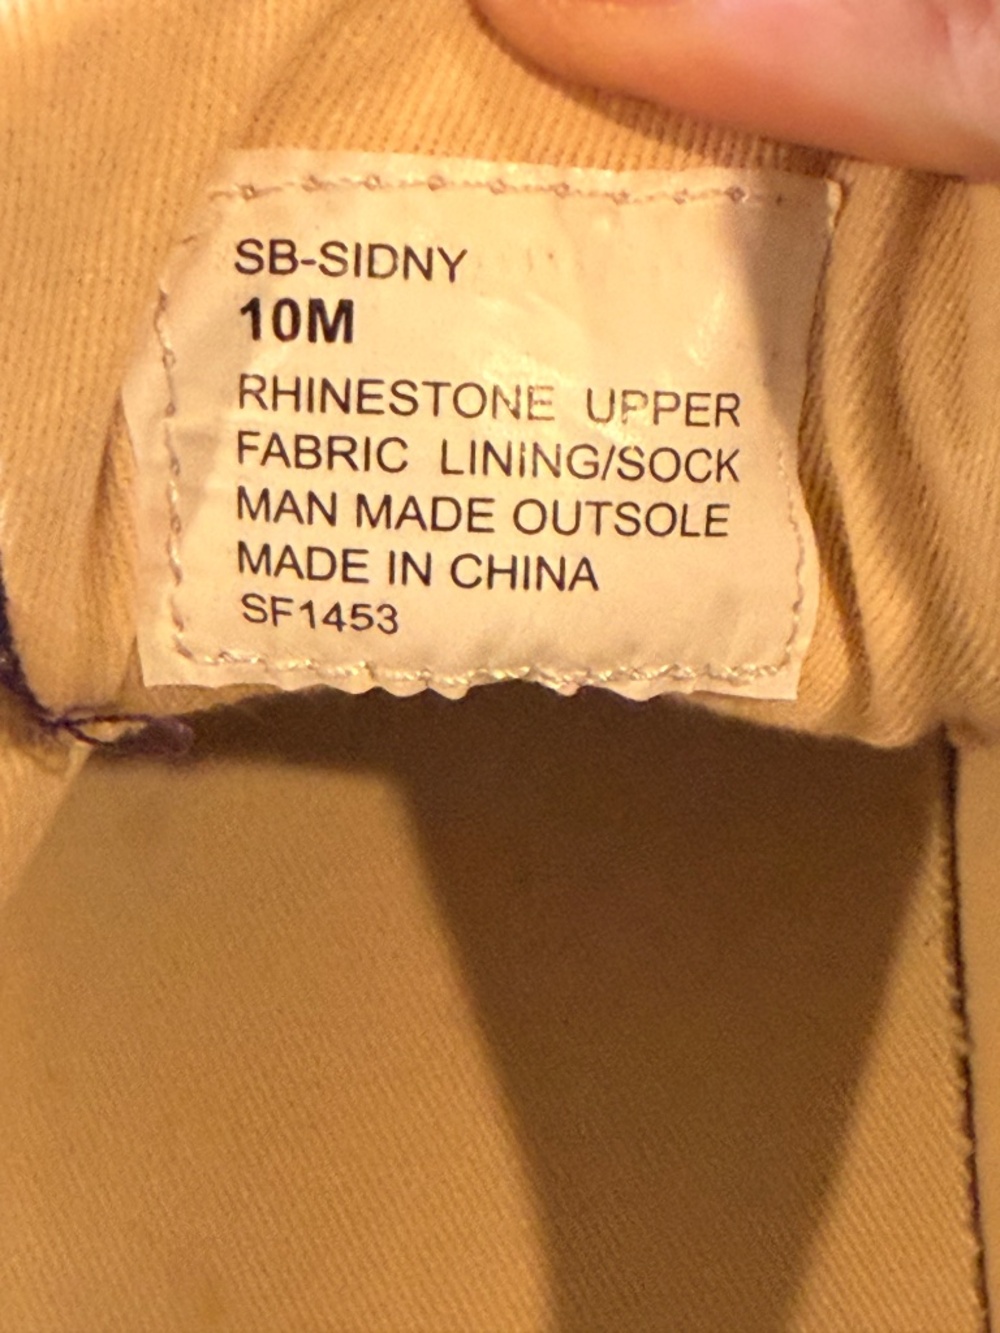 SB-SIDNY
10M
RHINESTONE UPPER
FABRIC LINING/SOCK
MAN MADE OUTSOLE
MADE IN CHINA
SF1453